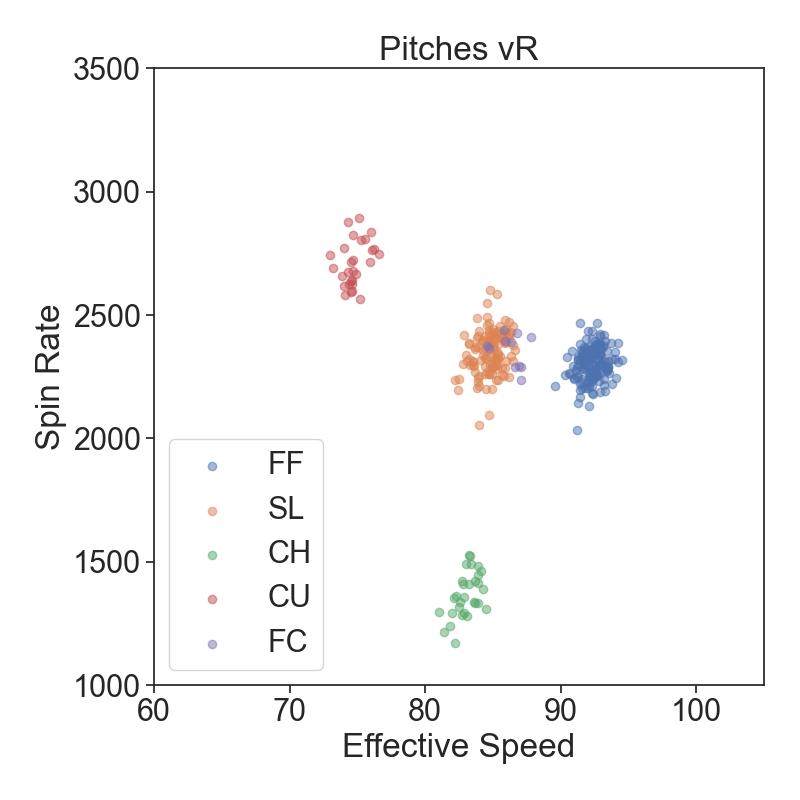 Pitches vR
3500
3000
2500
2000
1500
1000
Spin Rate
FF
SL
CH
CU
FC
60 70 80 90 100
Effective Speed